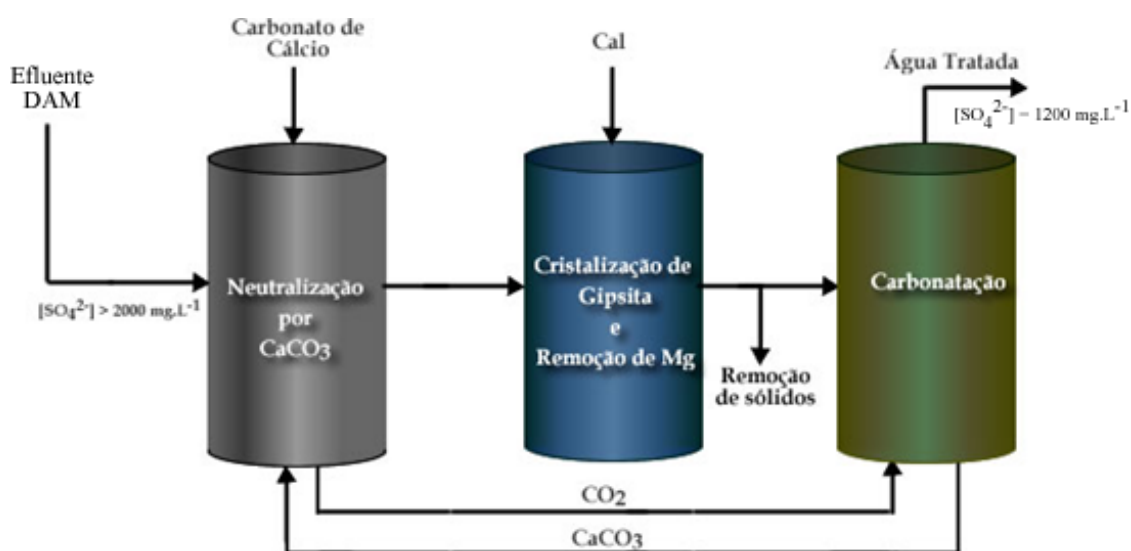 Carbonato de
Cálcio
Cal
Água Tratada
Efluente
DAM
[SO₄²⁻] – 1200 mg.L⁻¹
Neutralização
por
CaCO₃
Cristalização de
Gipsita
e
Remoção de Mg
Carbonatação
[SO₄²⁻] > 2000 mg.L⁻¹
Remoção
de sólidos
CO₂
CaCO₃